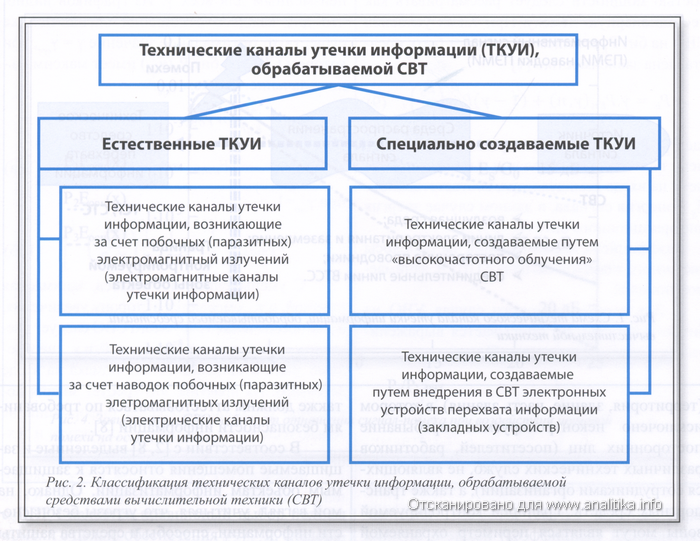 Технические каналы утечки информации (ТКУИ),
обрабатываемой СВТ
Естественные ТКУИ
Специально создаваемые ТКУИ
Технические каналы утечки
информации, возникающие
за счет побочных (паразитных)
электромагнитый излучений
(электромагнитные каналы
утечки информации)
Технические каналы утечки
информации, создаваемые путем
«высокочастотного облучения»
СВТ
Технические каналы утечки
информации, возникающие
за счет наводок побочных (паразитных)
элетромагнитных излучений
(электрические каналы
утечки информации)
Технические каналы утечки
информации, создаваемые
путем внедрения в СВТ электронных
устройств перехвата информации
(закладных устройств)
Рис. 2. Классификация технических каналов утечки информации, обрабатываемой
средствами вычислительной техники (СВТ)
Отсканировано для www.analitika.info